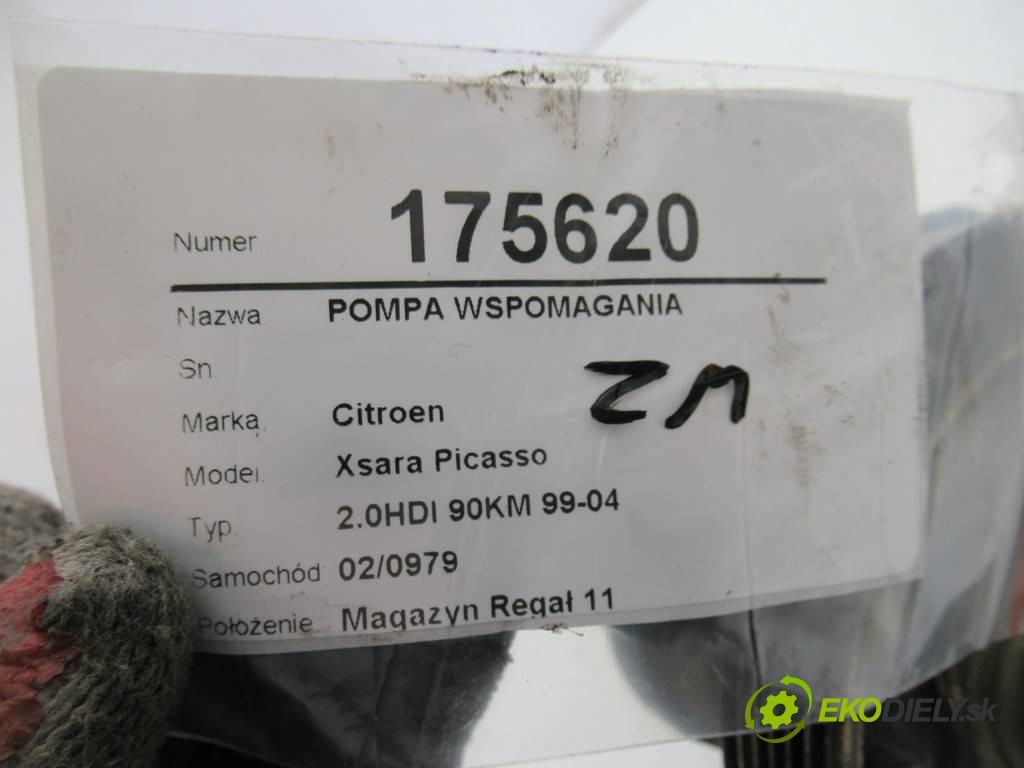 Numer 175620
Nazwa POMPA WSPOMAGANIA
Sn.
Marka Citroen
Model Xsara Picasso
Typ 2.0HDI 90KM 99-04
Samochód 02/0979
Położenie Magazyn Regał 11
ZM
EKODIELY.sk